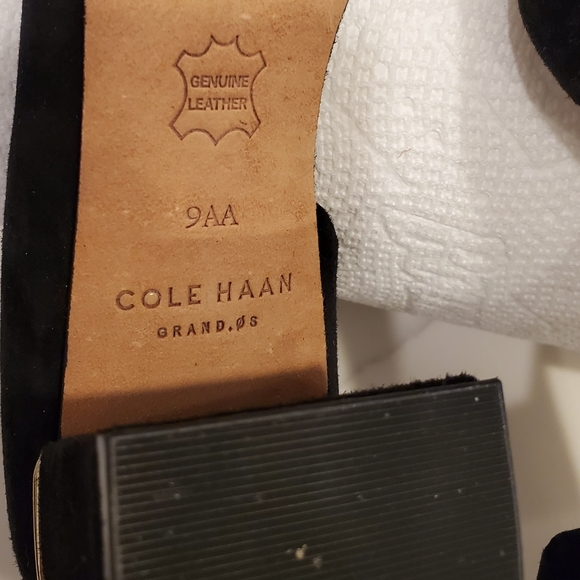 GENUINE
LEATHER
9AA
COLE HAAN
GRAND.ØS